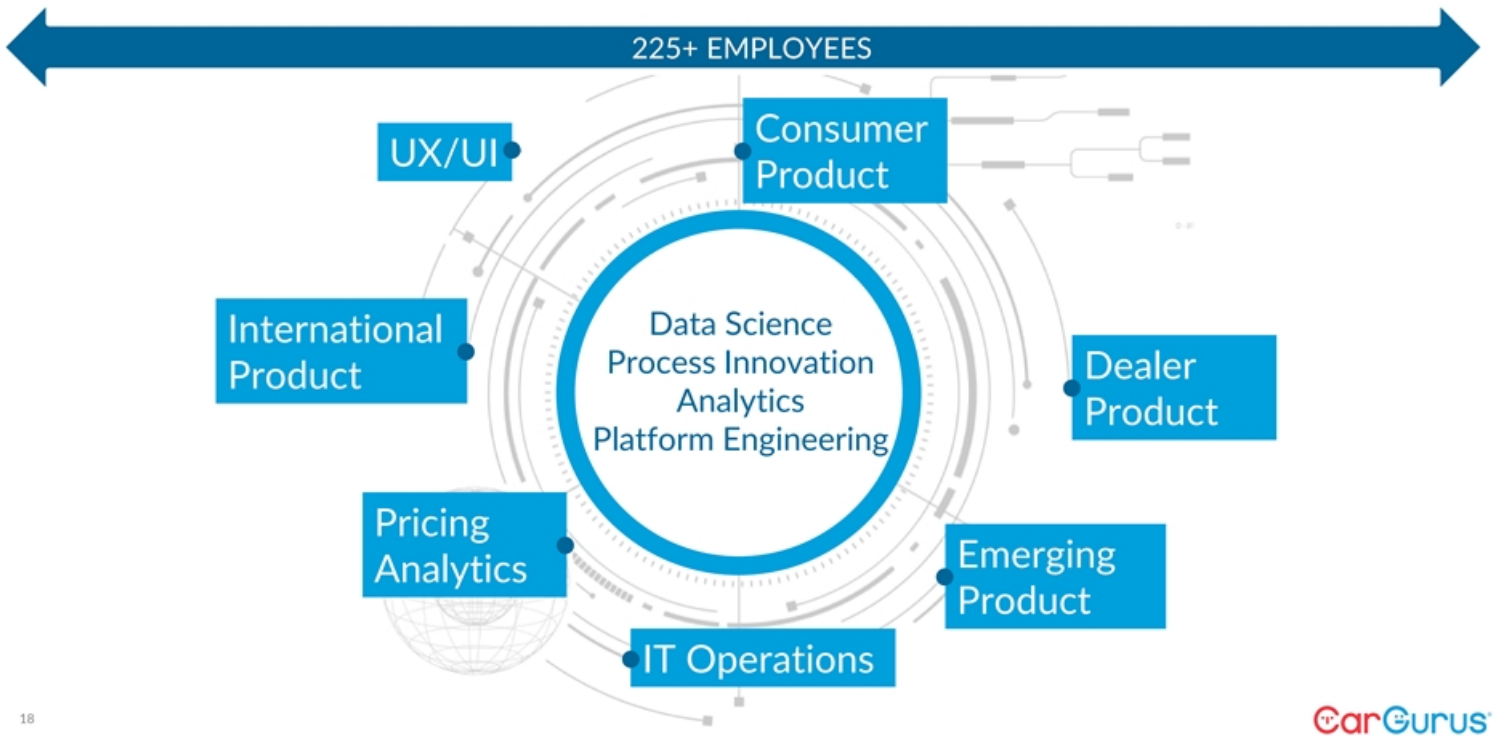 225+ EMPLOYEES
UX/UI
Consumer
Product
International
Product
Data Science
Process Innovation
Analytics
Platform Engineering
Dealer
Product
Pricing
Analytics
Emerging
Product
IT Operations
18
CarGurus